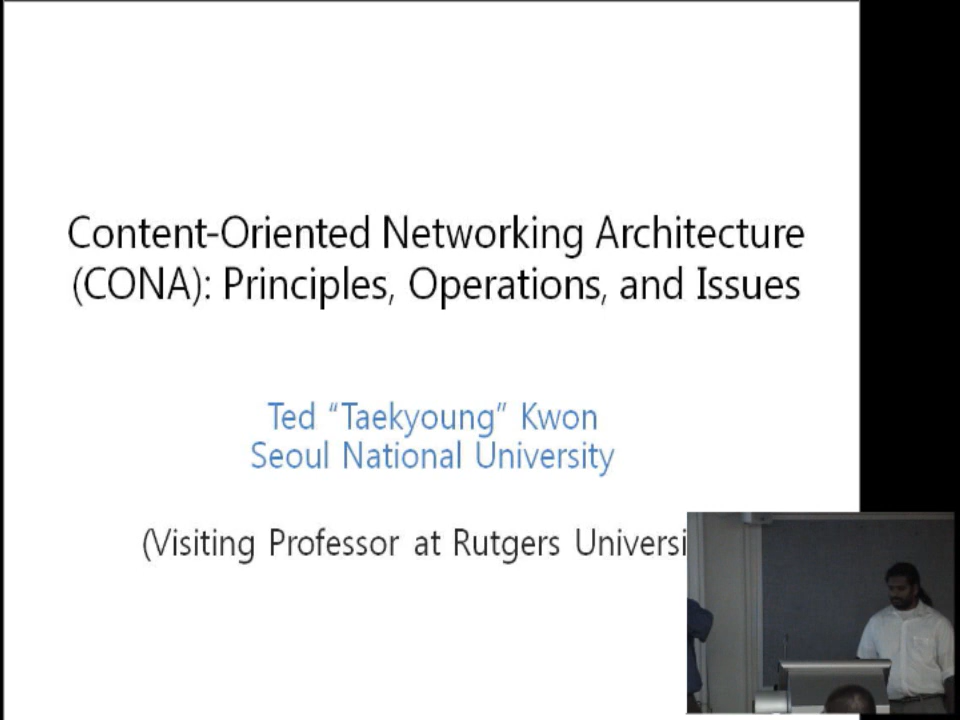 Content-Oriented Networking Architecture
(CONA): Principles, Operations, and Issues
Ted “Taekyoung” Kwon
Seoul National University
(Visiting Professor at Rutgers